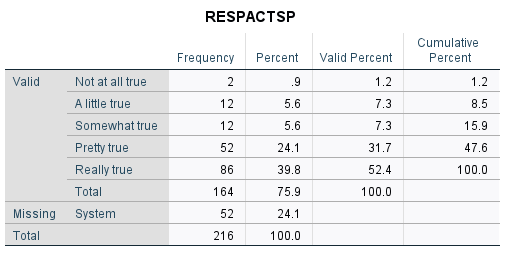 RESPACTSP
Frequency Percent Valid Percent Cumulative Percent
Valid Not at all true 2 .9 1.2 1.2
A little true 12 5.6 7.3 8.5
Somewhat true 12 5.6 7.3 15.9
Pretty true 52 24.1 31.7 47.6
Really true 86 39.8 52.4 100.0
Total 164 75.9 100.0
Missing System 52 24.1
Total 216 100.0